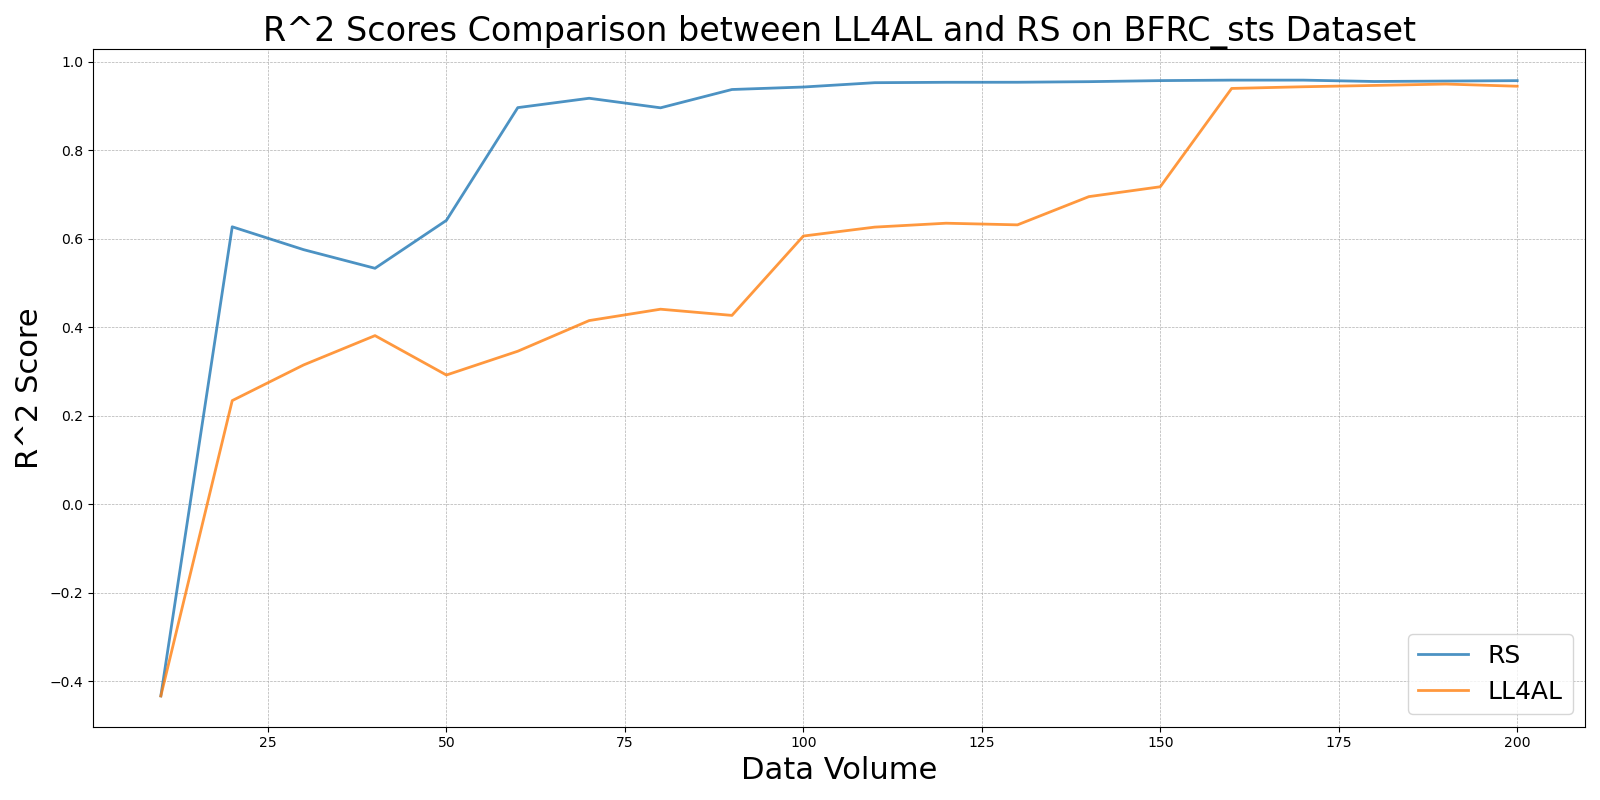 R^2 Scores Comparison between LL4AL and RS on BFRC_sts Dataset
R^2 Score
1.0
0.8
0.6
0.4
0.2
0.0
−0.2
−0.4
25 50 75 100 125 150 175 200
Data Volume
RS
LL4AL